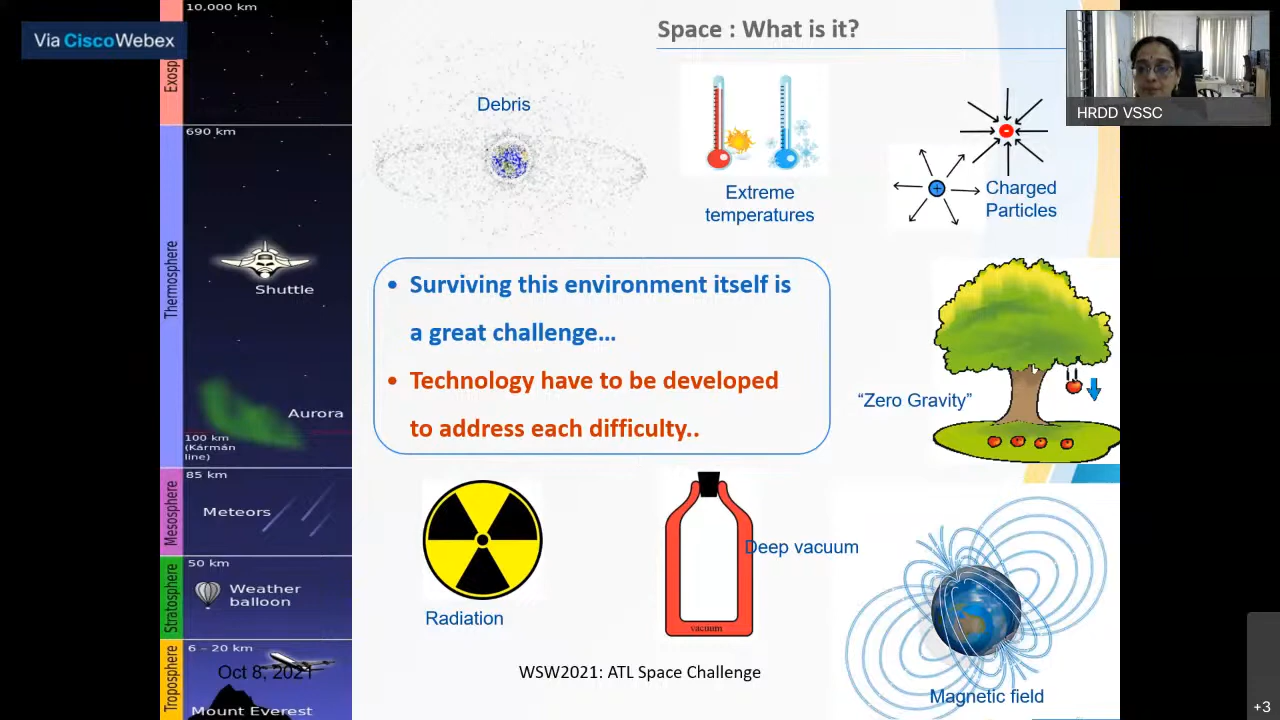 10,000 km
Via CiscoWebex
Exosp
690 km
Thermosphere
Shuttle
Aurora
100 km
(Kármán
line)
85 km
Mesosphere
Meteors
50 km
Stratosphere
Weather
balloon
6 – 20 km
Troposphere
Oct 8, 2021
Mount Everest
Space : What is it?
Debris
Extreme
temperatures
Charged
Particles
HRDD VSSC
• Surviving this environment itself is
a great challenge…
• Technology have to be developed
to address each difficulty..
“Zero Gravity”
Radiation
Deep vacuum
vacuum
Magnetic field
WSW2021: ATL Space Challenge
+3